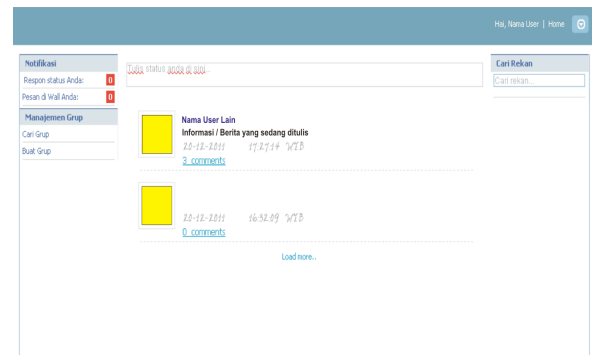 Hai, Nama User | Home
Notifikasi
Respon status Anda: 0
Pesan di Wall Anda: 0
Manajemen Grup
Cari Grup
Buat Grup
Tulis status anda di sini...
Nama User Lain
Informasi / Berita yang sedang ditulis
20-12-2011 17:27:14 WIB
3 comments
20-12-2011 16:32:09 WIB
0 comments
Load more..
Cari Rekan
Cari rekan...